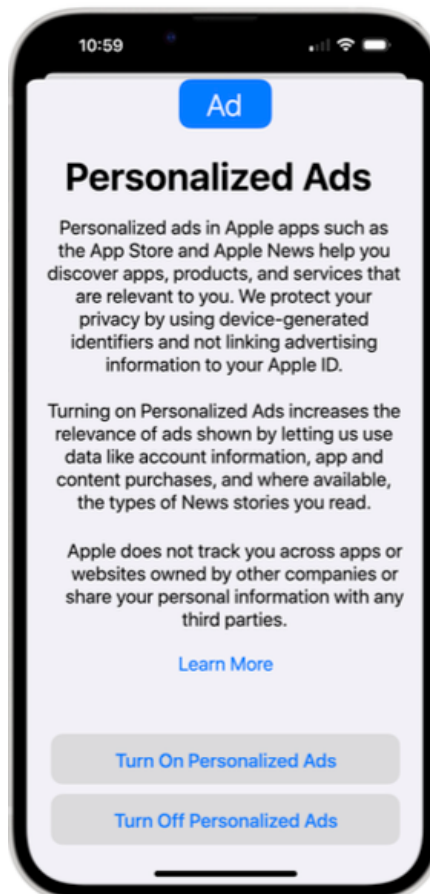 10:59
Ad
Personalized Ads
Personalized ads in Apple apps such as
the App Store and Apple News help you
discover apps, products, and services that
are relevant to you. We protect your
privacy by using device-generated
identifiers and not linking advertising
information to your Apple ID.
Turning on Personalized Ads increases the
relevance of ads shown by letting us use
data like account information, app and
content purchases, and where available,
the types of News stories you read.
Apple does not track you across apps or
websites owned by other companies or
share your personal information with any
third parties.
Learn More
Turn On Personalized Ads
Turn Off Personalized Ads